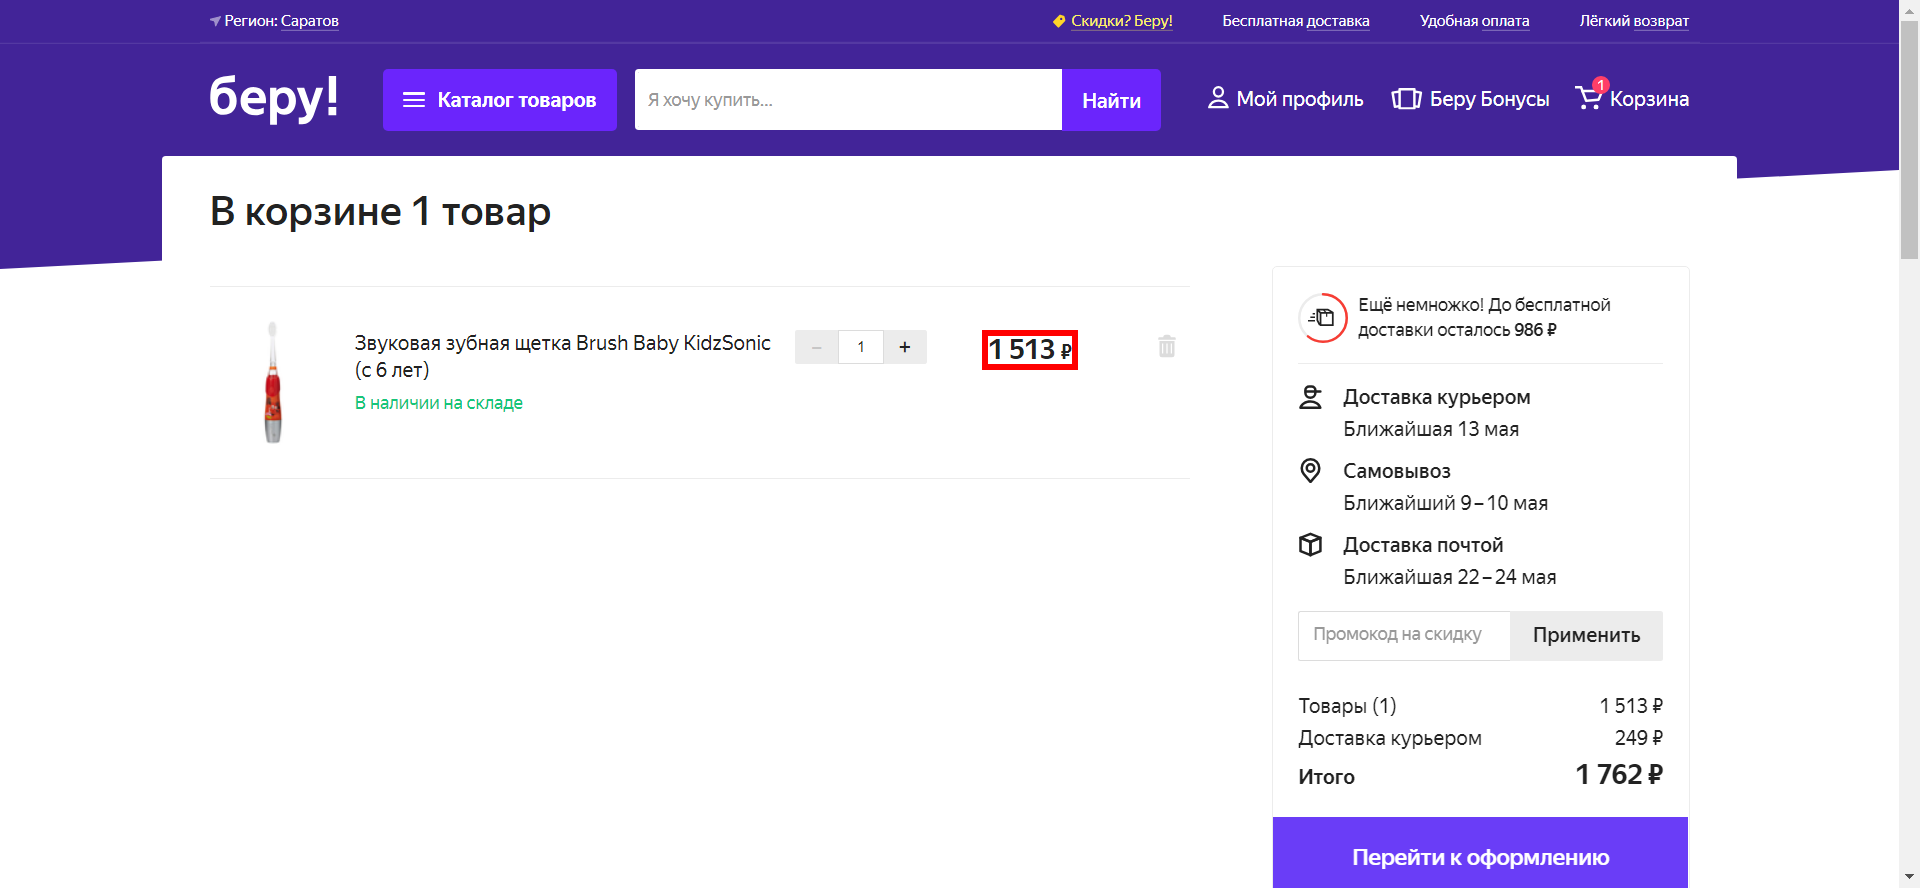 Регион: Саратов
Скидки? Беру!
Бесплатная доставка
Удобная оплата
Лёгкий возврат
беру!
Каталог товаров
Я хочу купить...
Найти
Мой профиль
Беру Бонусы
1
Корзина
В корзине 1 товар
Звуковая зубная щетка Brush Baby KidzSonic
(с 6 лет)
В наличии на складе
– 1 +
1 513 ₽
Ещё немножко! До бесплатной
доставки осталось 986 ₽
Доставка курьером
Ближайшая 13 мая
Самовывоз
Ближайший 9 – 10 мая
Доставка почтой
Ближайшая 22 – 24 мая
Промокод на скидку
Применить
Товары (1) 1 513 ₽
Доставка курьером 249 ₽
Итого 1 762 ₽
Перейти к оформлению